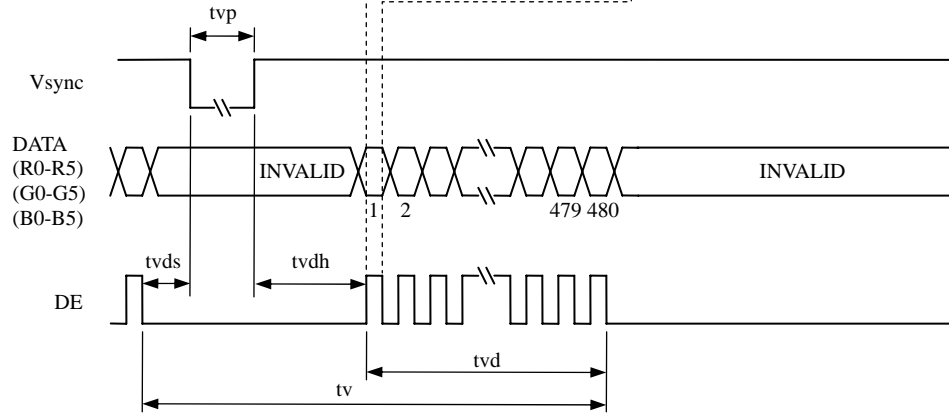 tvp
Vsync
DATA
(R0-R5)
(G0-G5)
(B0-B5)
INVALID
INVALID
1
2
479
480
tvds
tvdh
DE
tvd
tv